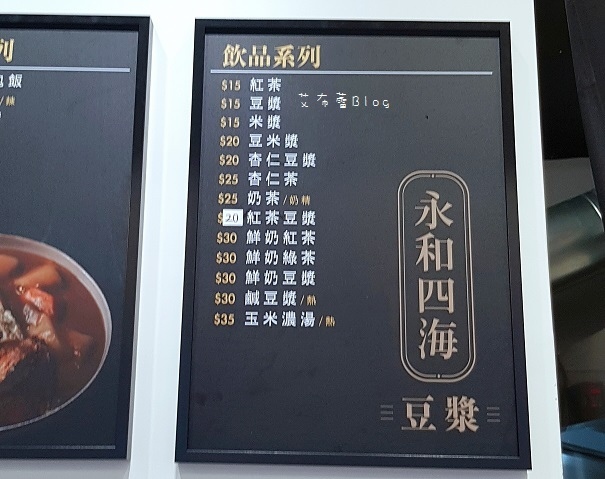 列
飯
/辣
飲品系列
$15 紅茶
$15 豆漿
艾布蕾Blog
$15 米漿
$20 豆米漿
$20 杏仁豆漿
$25 杏仁茶
$25 奶茶/奶精
$20 紅茶豆漿
$30 鮮奶紅茶
$30 鮮奶綠茶
$30 鮮奶豆漿
$30 鹹豆漿/熱
$35 玉米濃湯/熱
永和四海
豆漿